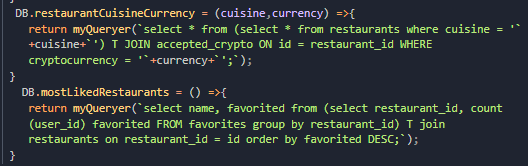 DB.restaurantCuisineCurrency = (cuisine,currency) =>{
return myQueryer(`select * from (select * from restaurants where cuisine = '`
+cuisine+`') T JOIN accepted_crypto ON id = restaurant_id WHERE
cryptocurrency = '`+currency+`';`);
}
DB.mostLikedRestaurants = () =>{
return myQueryer(`select name, favorited from (select restaurant_id, count
(user_id) favorited FROM favorites group by restaurant_id) T join
restaurants on restaurant_id = id order by favorited DESC;`);
}